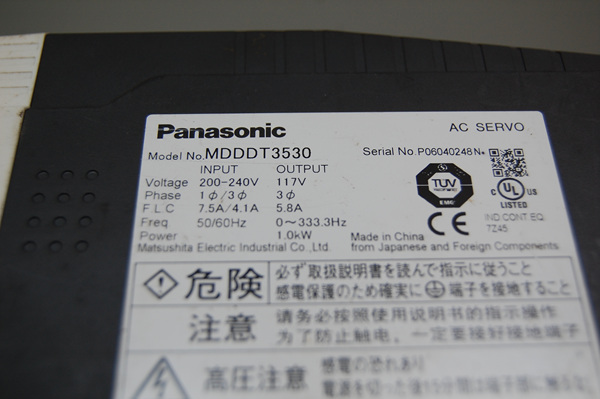 Panasonic AC SERVO
Model No. MDDDT3530 Serial No. P06040248N*
INPUT OUTPUT
Voltage 200-240V 117V
Phase 1ϕ/3ϕ 3ϕ
F.L.C 7.5A/4.1A 5.8A
Freq 50/60Hz 0~333.3Hz
Power 1.0kW
Matsushita Electric Industrial Co.,Ltd.
Made in China
from Japanese and Foreign Components
TÜV
EMC
CE
C UL US
LISTED
IND.CONT.EQ.
7Z45
危険
必ず取扱説明書を読んで指示に従うこと
感電保護のため確実に端子を接地すること
注意
请务必按照使用说明书的指示操作
为了防止触电、一定要接好接地端子
高圧注意
感電の恐れあり